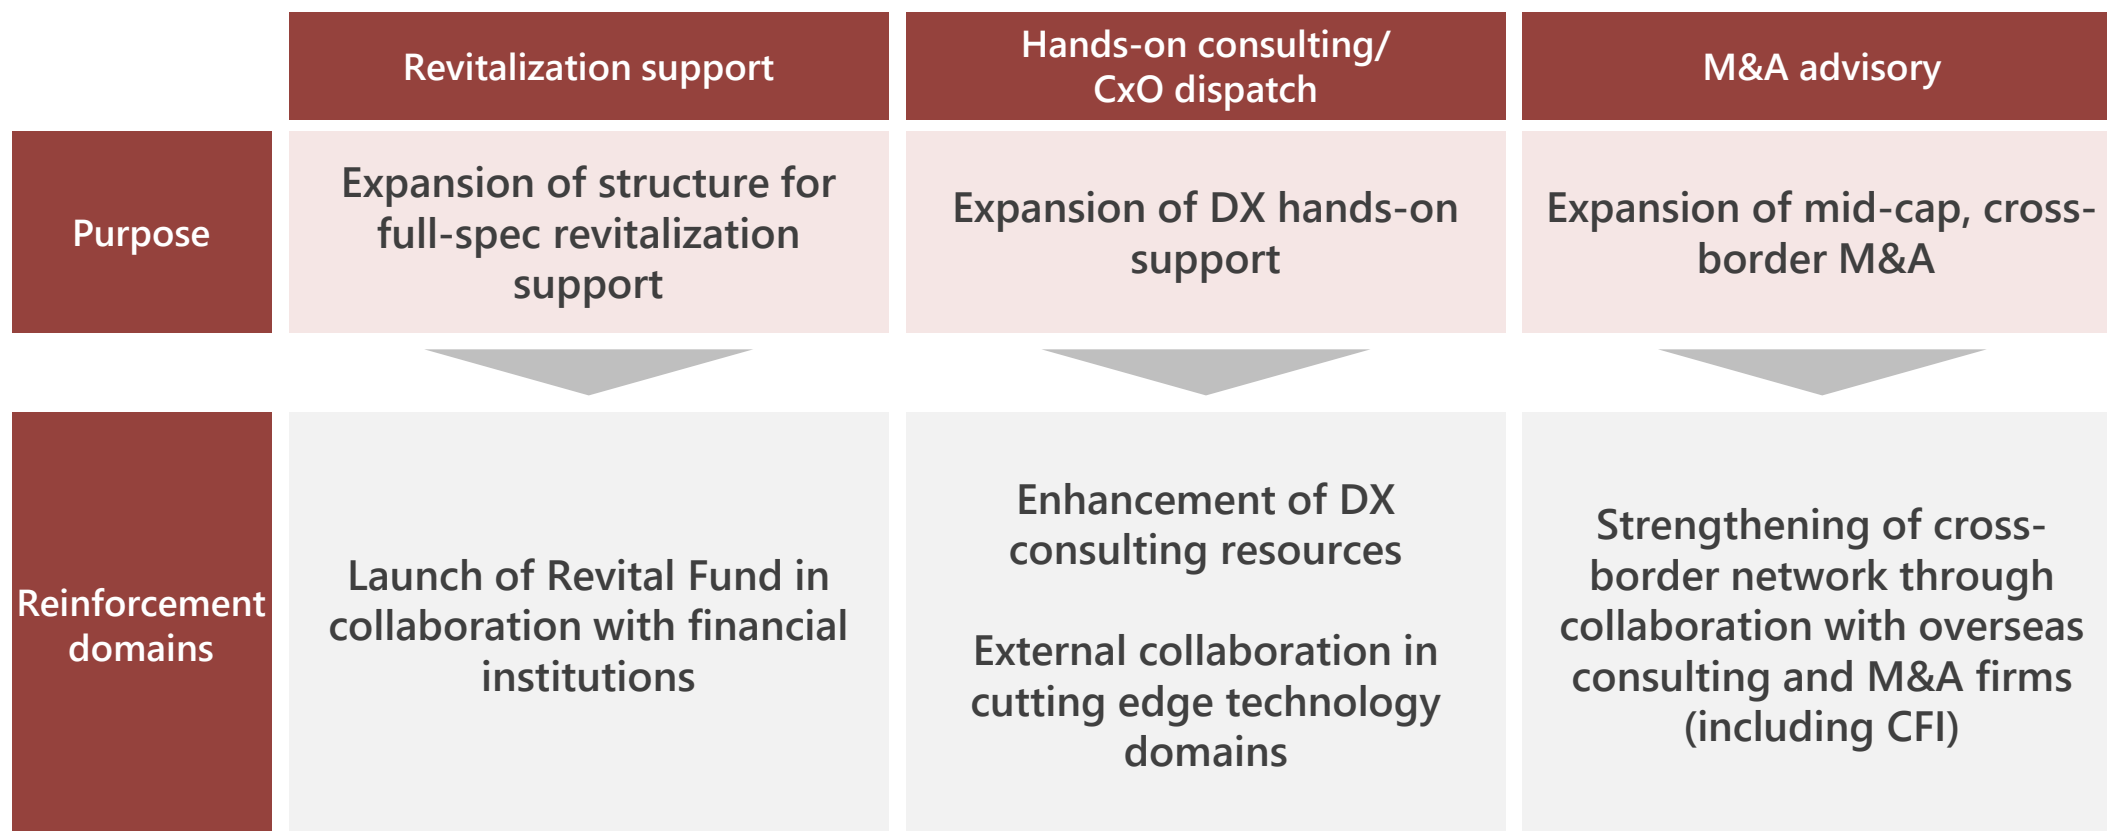 Revitalization support
Hands-on consulting/
CxO dispatch
M&A advisory
Purpose
Expansion of structure for
full-spec revitalization
support
Expansion of DX hands-on
support
Expansion of mid-cap, cross-
border M&A
Reinforcement
domains
Launch of Revital Fund in
collaboration with financial
institutions
Enhancement of DX
consulting resources
External collaboration in
cutting edge technology
domains
Strengthening of cross-
border network through
collaboration with overseas
consulting and M&A firms
(including CFI)